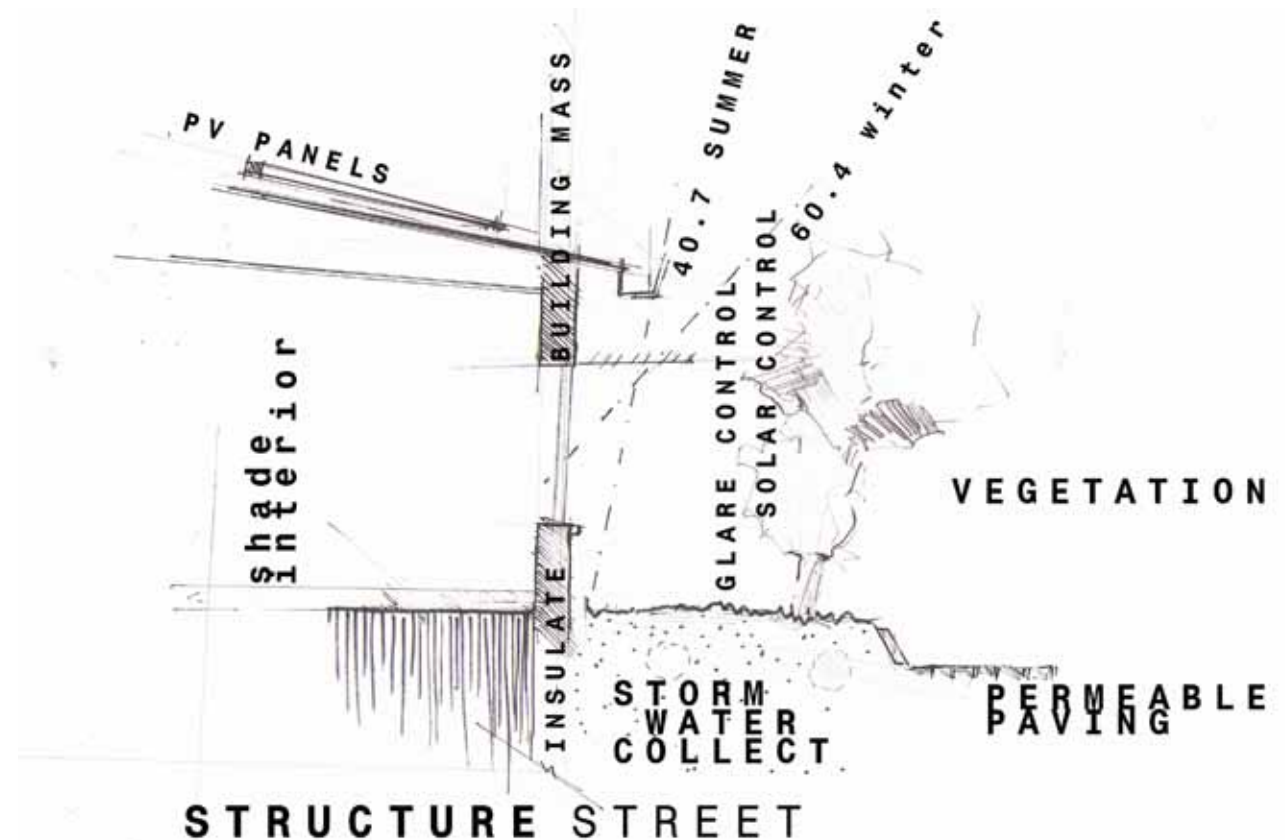 PV PANELS
BUILDING MASS
40.7 SUMMER
60.4 winter
shade
interior
GLARE CONTROL
SOLAR CONTROL
VEGETATION
INSULATE
STORM
WATER
COLLECT
PERMEABLE
PAVING
STRUCTURE STREET